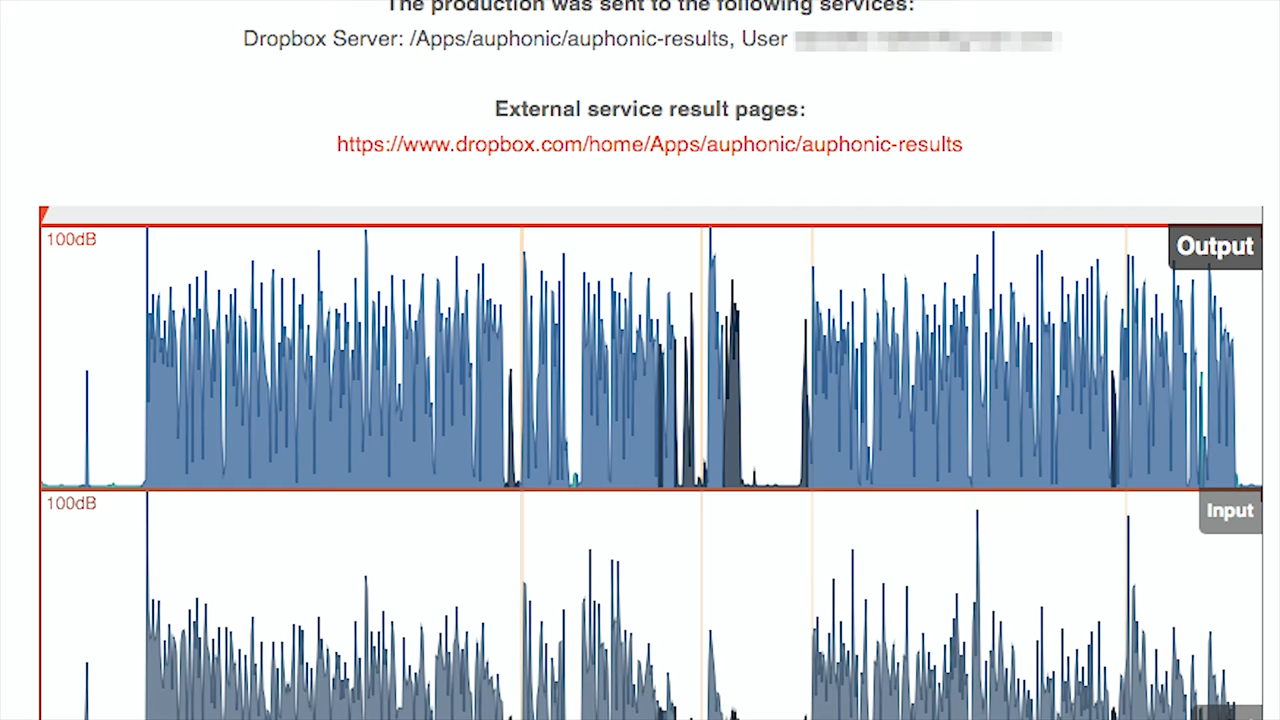 The production was sent to the following services:
Dropbox Server: /Apps/auphonic/auphonic-results, User
External service result pages:
https://www.dropbox.com/home/Apps/auphonic/auphonic-results
100dB
Output
100dB
Input